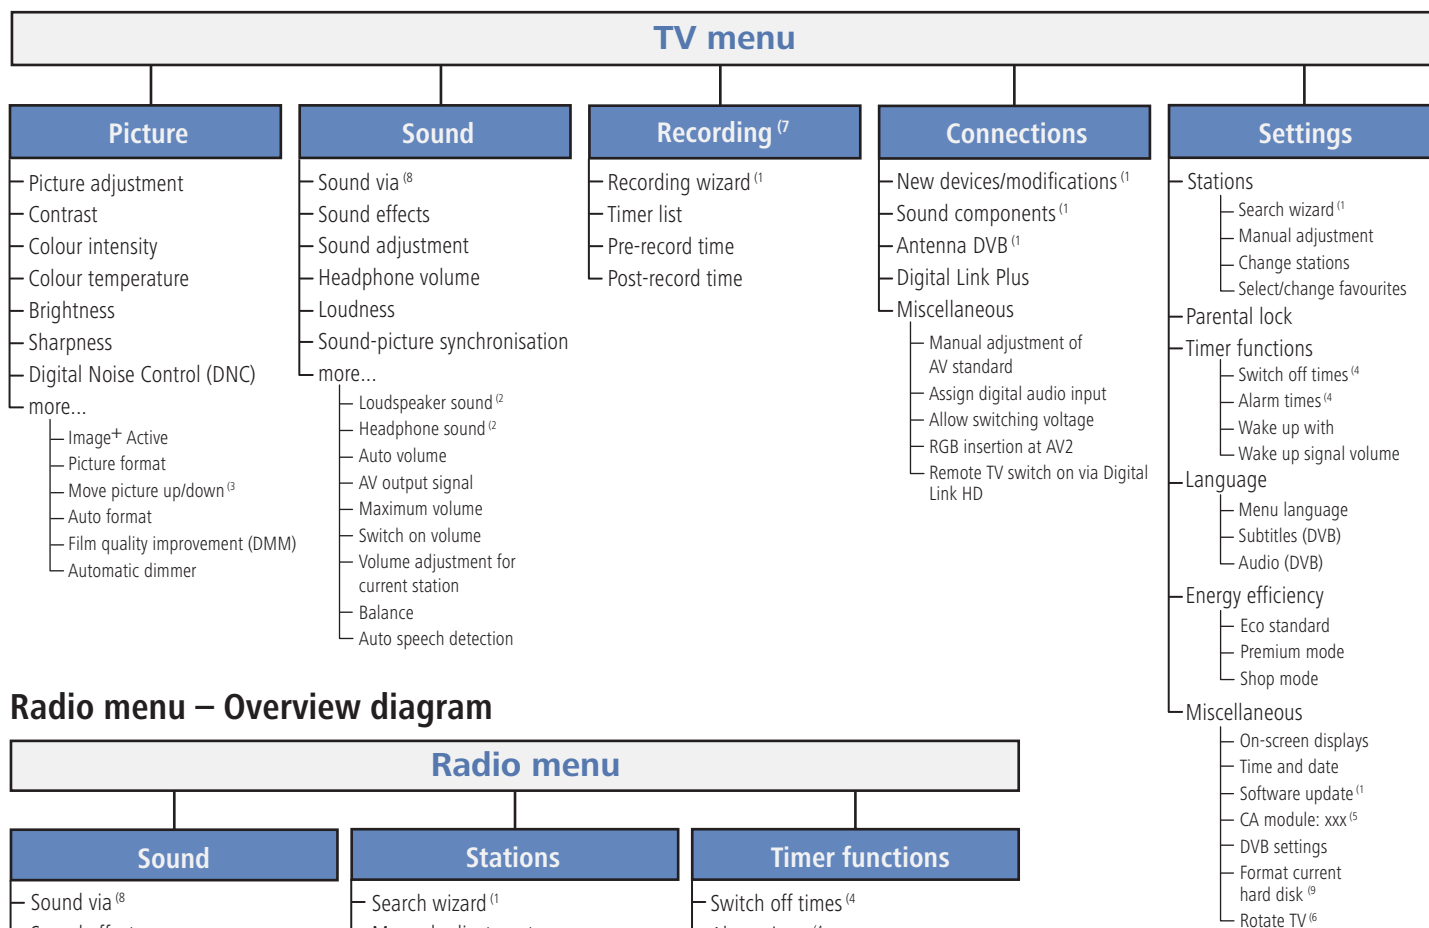 TV menu
Picture
Picture adjustment
Contrast
Colour intensity
Colour temperature
Brightness
Sharpness
Digital Noise Control (DNC)
more...
Image+ Active
Picture format
Move picture up/down (3
Auto format
Film quality improvement (DMM)
Automatic dimmer
Sound
Sound via (8
Sound effects
Sound adjustment
Headphone volume
Loudness
Sound-picture synchronisation
more...
Loudspeaker sound (2
Headphone sound (2
Auto volume
AV output signal
Maximum volume
Switch on volume
Volume adjustment for
current station
Balance
Auto speech detection
Recording (7
Recording wizard (1
Timer list
Pre-record time
Post-record time
Connections
New devices/modifications (1
Sound components (1
Antenna DVB (1
Digital Link Plus
Miscellaneous
Manual adjustment of
AV standard
Assign digital audio input
Allow switching voltage
RGB insertion at AV2
Remote TV switch on via Digital
Link HD
Settings
Stations
Search wizard (1
Manual adjustment
Change stations
Select/change favourites
Parental lock
Timer functions
Switch off times (4
Alarm times (4
Wake up with
Wake up signal volume
Language
Menu language
Subtitles (DVB)
Audio (DVB)
Energy efficiency
Eco standard
Premium mode
Shop mode
Miscellaneous
On-screen displays
Time and date
Software update (1
CA module: xxx (5
DVB settings
Format current
hard disk (9
Rotate TV (6
Radio menu – Overview diagram
Radio menu
Sound
Sound via (8
Stations
Search wizard (1
Timer functions
Switch off times (4